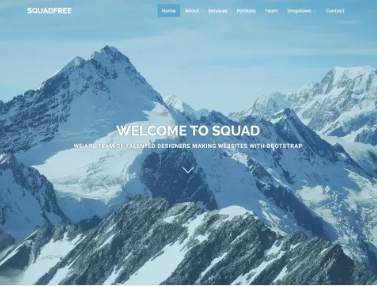 SQUADFREE
Home About Services Portfolio Team Dropdown Contact
WELCOME TO SQUAD
WE ARE TEAM OF TALENTED DESIGNERS MAKING WEBSITES WITH BOOTSTRAP